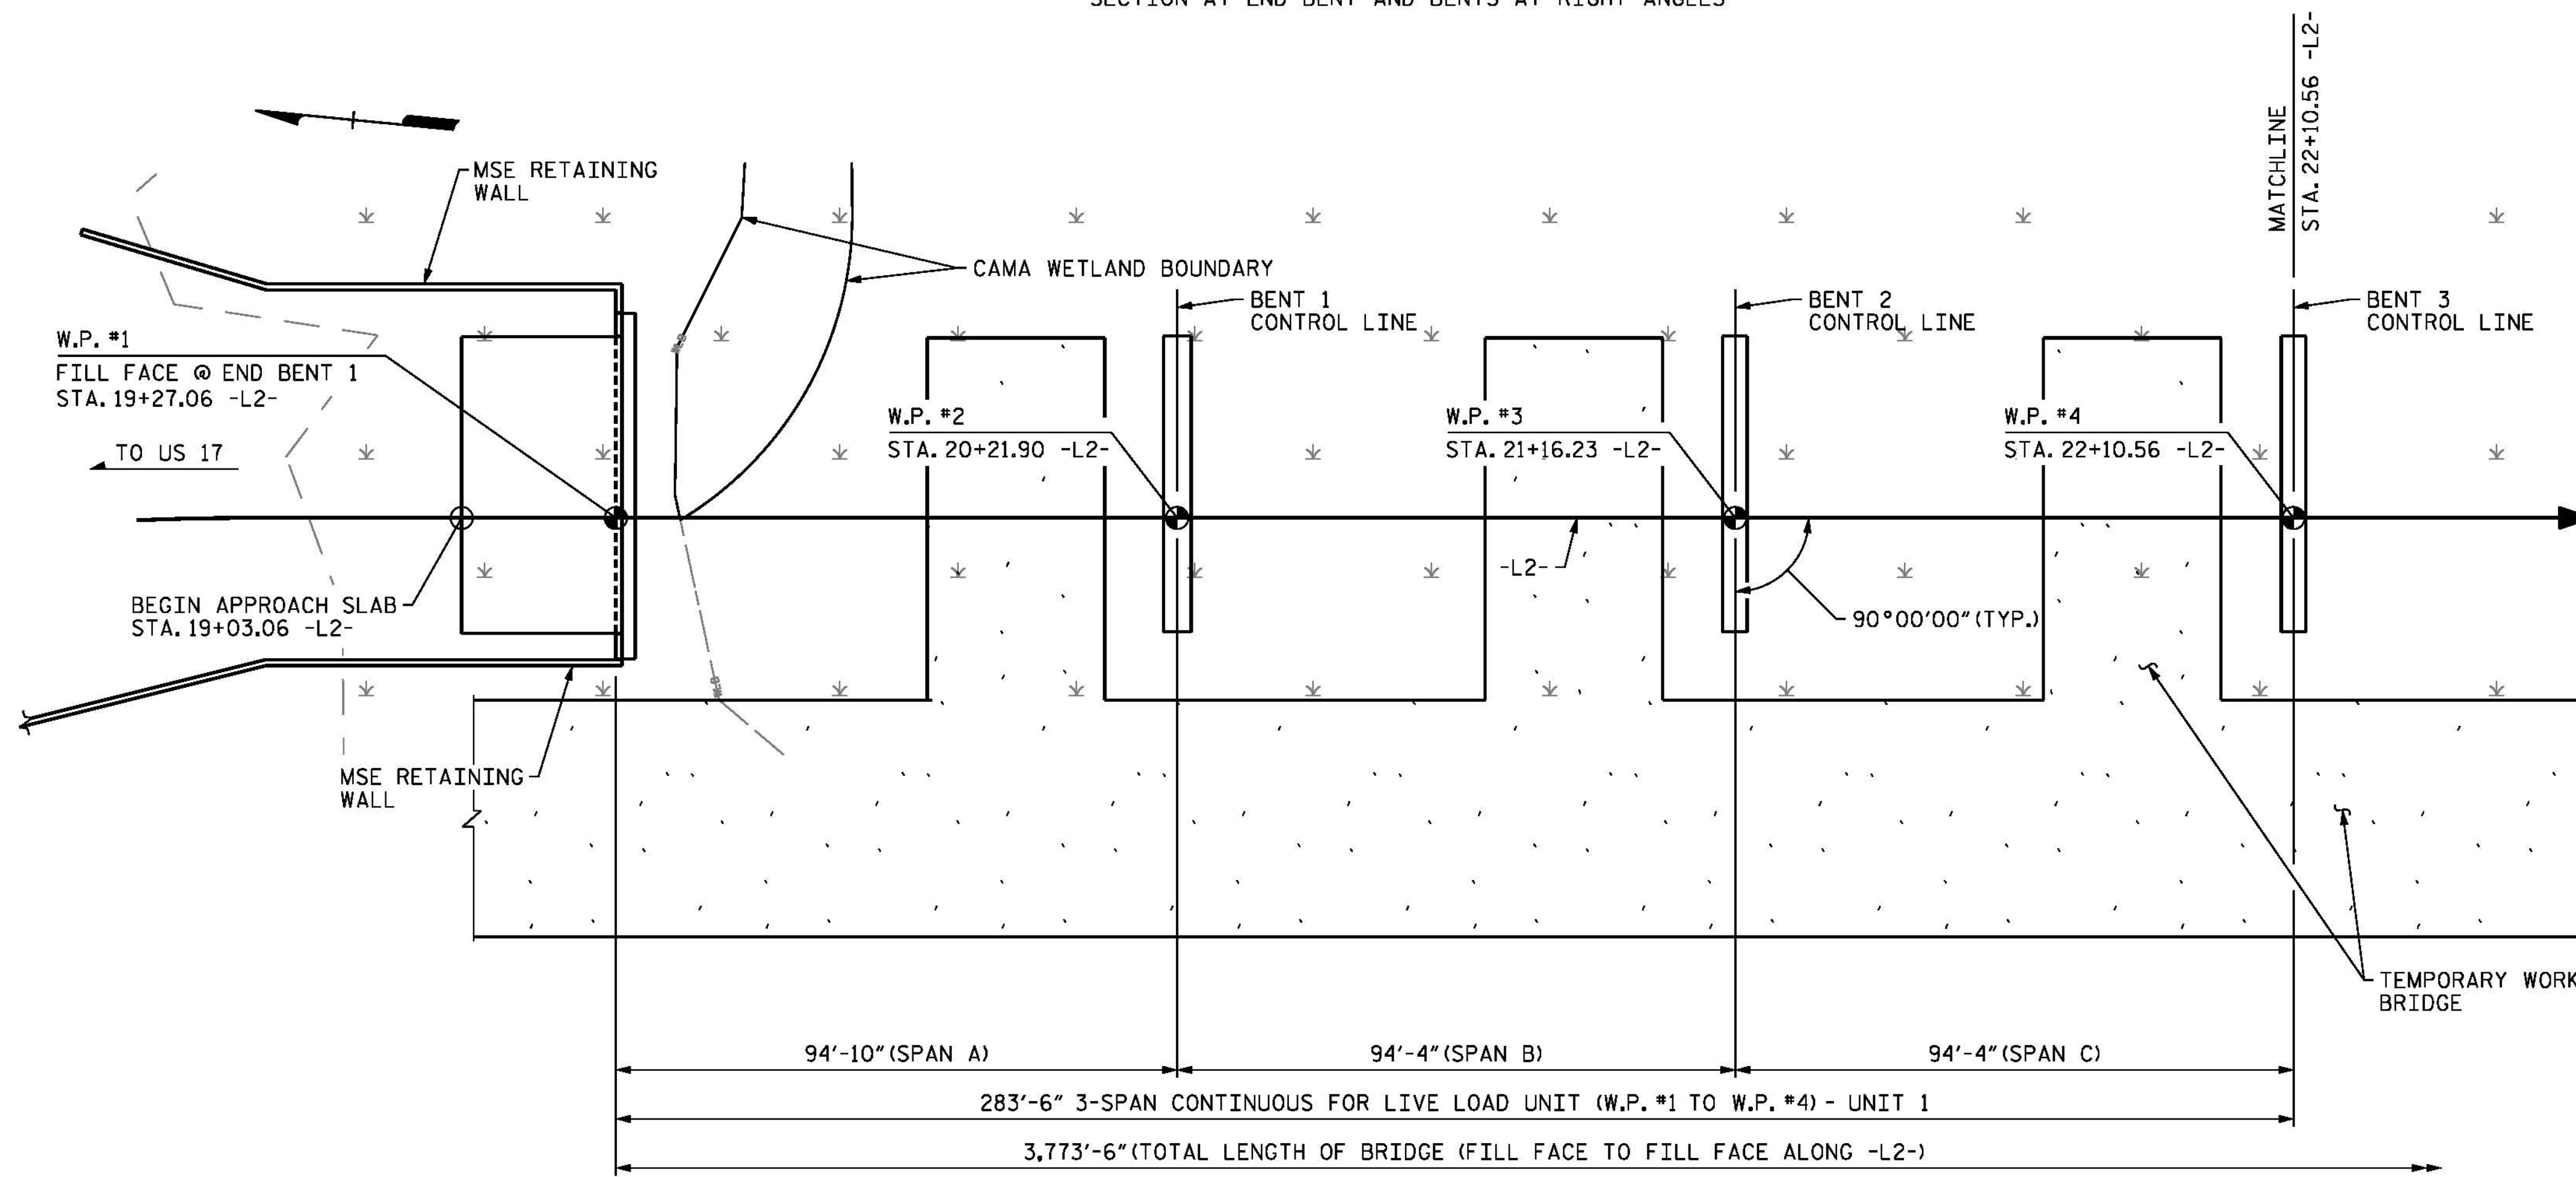 SECTION AT END BENT AND BENTS AT RIGHT ANGLES
MATCHLINE
STA. 22+10.56 -L2-
MSE RETAINING
WALL
CAMA WETLAND BOUNDARY
BENT 1
CONTROL LINE
BENT 2
CONTROL LINE
BENT 3
CONTROL LINE
W.P. #1
FILL FACE @ END BENT 1
STA. 19+27.06 -L2-
TO US 17
W.P. #2
STA. 20+21.90 -L2-
W.P. #3
STA. 21+16.23 -L2-
W.P. #4
STA. 22+10.56 -L2-
-L2-
BEGIN APPROACH SLAB
STA. 19+03.06 -L2-
90°00'00" (TYP.)
MSE RETAINING
WALL
TEMPORARY WORK
BRIDGE
94'-10" (SPAN A)
94'-4" (SPAN B)
94'-4" (SPAN C)
283'-6" 3-SPAN CONTINUOUS FOR LIVE LOAD UNIT (W.P. #1 TO W.P. #4) - UNIT 1
3,773'-6" (TOTAL LENGTH OF BRIDGE (FILL FACE TO FILL FACE ALONG -L2-)